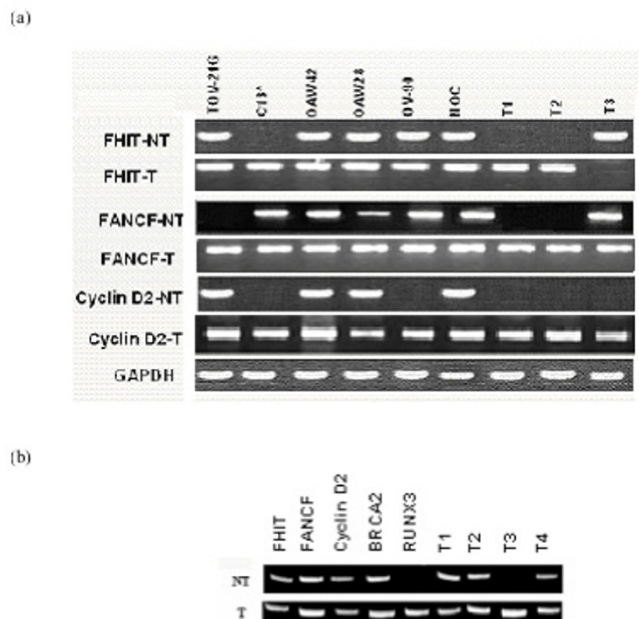 (a)
TOV-21G C13* OAW42 OAW28 OV-90 NOC T1 T2 T3
FHIT-NT
FHIT-T
FANCF-NT
FANCF-T
Cyclin D2-NT
Cyclin D2-T
GAPDH
(b)
FHIT FANCF Cyclin D2 BRCA2 RUNX3 T1 T2 T3 T4
NT
T